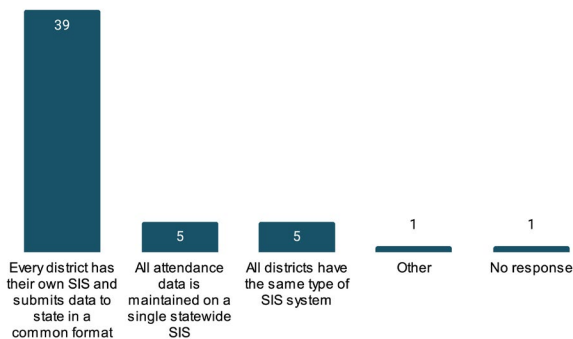 39
5
5
1
1
Every district has
their own SIS and
submits data to
state in a
common format
All attendance
data is
maintained on a
single statewide
SIS
All districts have
the same type of
SIS system
Other
No response